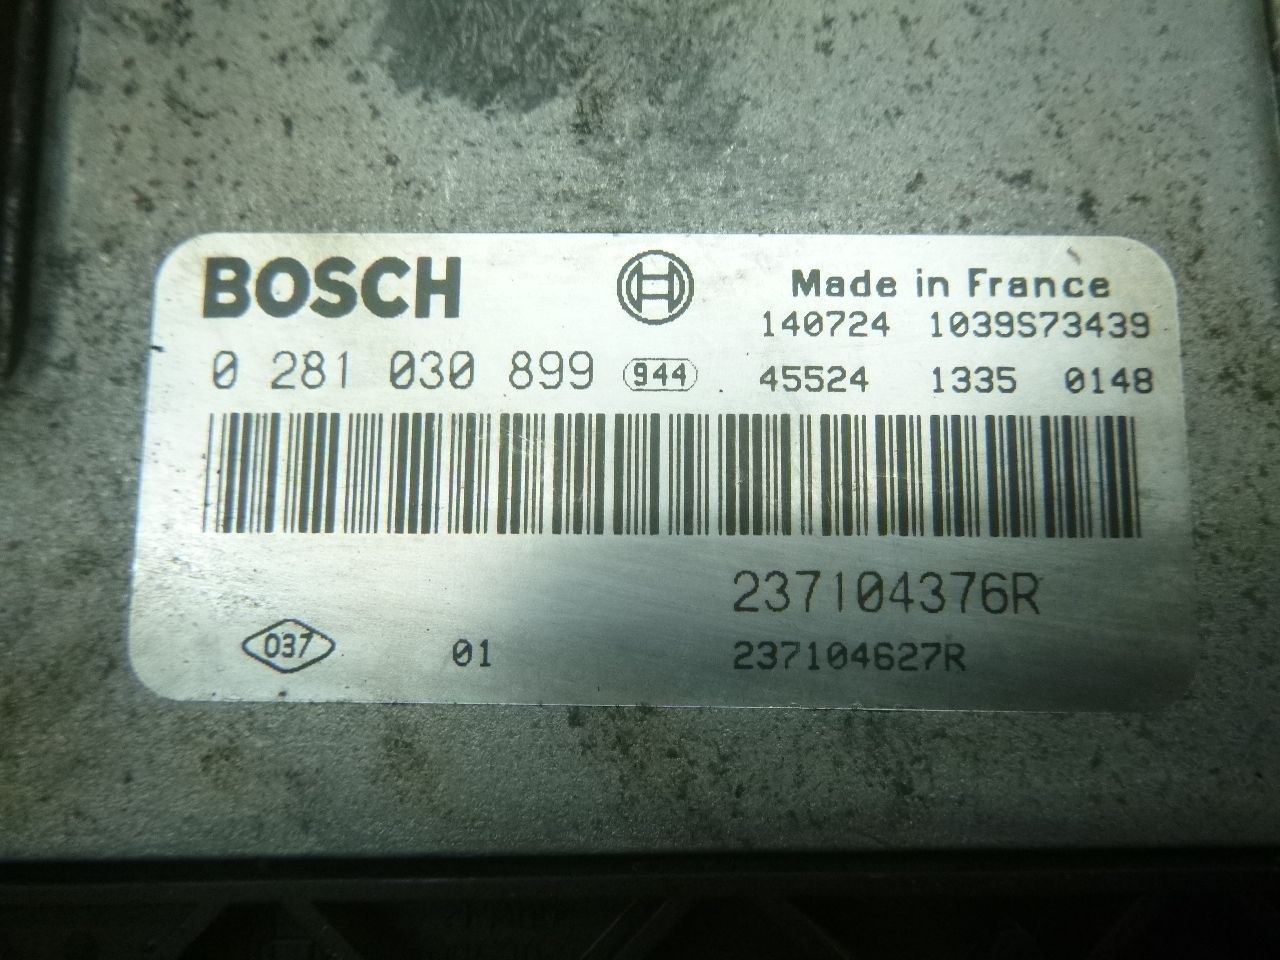 BOSCH
Made in France
140724 1039S73439
0 281 030 899 944 45524 1335 0148
237104376R
037 01 237104627R